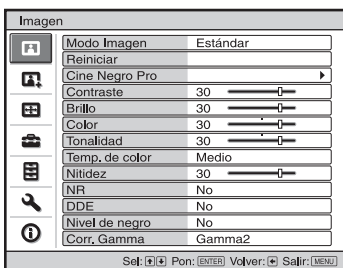 Imagen
Modo Imagen Estándar
Reiniciar
Cine Negro Pro
Contraste 30
Brillo 30
Color 30
Tonalidad 30
Temp. de color Medio
Nitidez 30
NR No
DDE No
Nivel de negro No
Corr. Gamma Gamma2
Sel: Pon: ENTER Volver: Salir: MENU